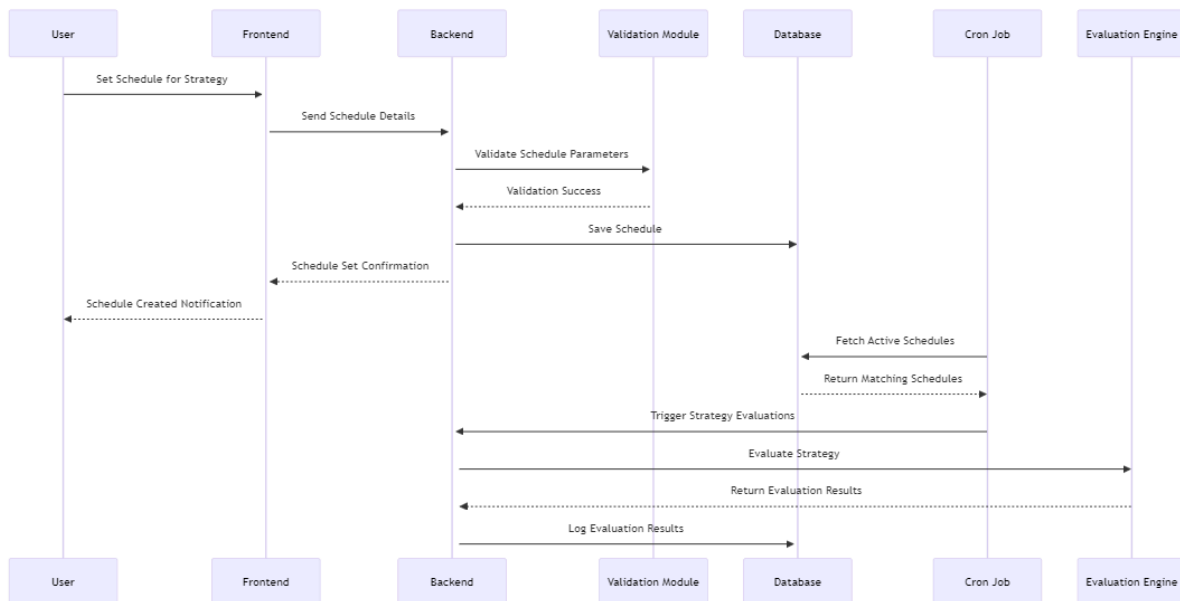 User
Frontend
Backend
Validation Module
Database
Cron Job
Evaluation Engine
Set Schedule for Strategy
Send Schedule Details
Validate Schedule Parameters
Validation Success
Save Schedule
Schedule Set Confirmation
Schedule Created Notification
Fetch Active Schedules
Return Matching Schedules
Trigger Strategy Evaluations
Evaluate Strategy
Return Evaluation Results
Log Evaluation Results
User
Frontend
Backend
Validation Module
Database
Cron Job
Evaluation Engine